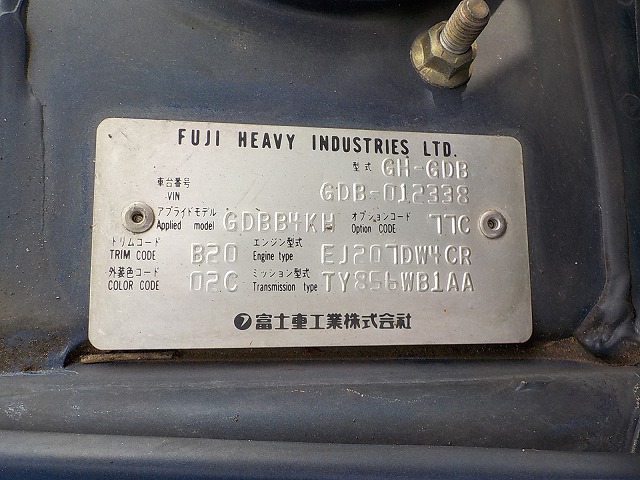 FUJI HEAVY INDUSTRIES LTD.
型式 GH-GDB
車台番号 VIN GDB-012338
アプライドモデル Applied model GDBB4KH オプションコード Option CODE 77C
トリムコード TRIM CODE B20 エンジン型式 Engine type EJ207DW4CR
外装色コード COLOR CODE 02C ミッション型式 Transmission type TY856WB1AA
富士重工業株式会社